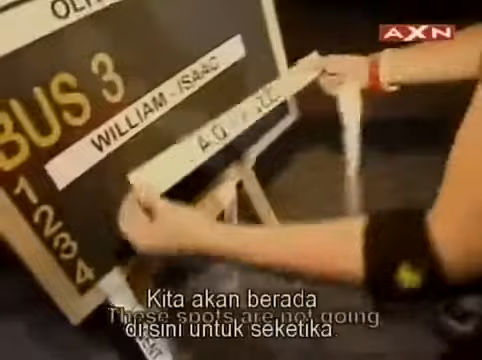 AXN
BUS 3
WILLIAM - ISAAC
A.D.
1
2
3
4
Kita akan berada
These spots are not going
di sini untuk seketika